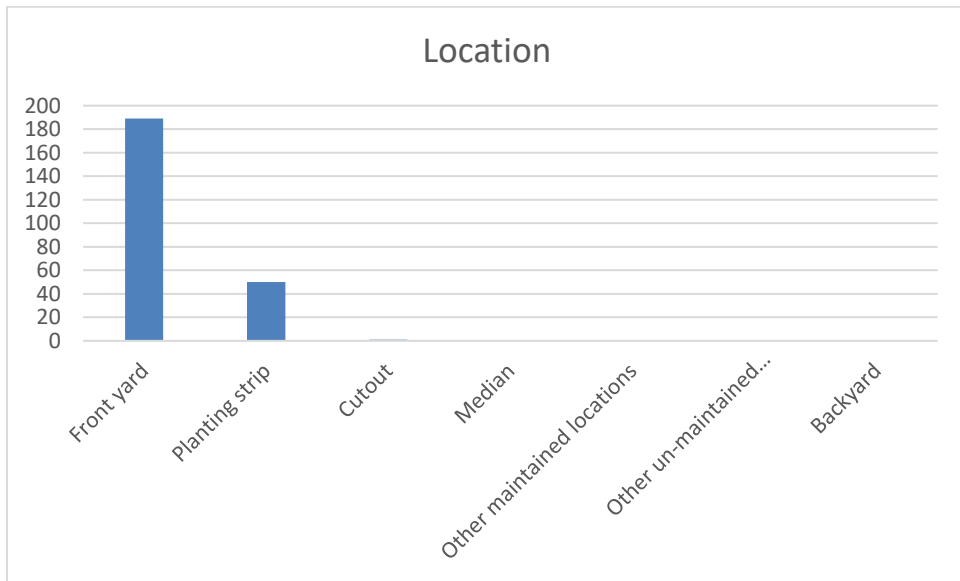 Location
200
180
160
140
120
100
80
60
40
20
0
Front yard
Planting strip
Cutout
Median
Other maintained locations
Other un-maintained…
Backyard